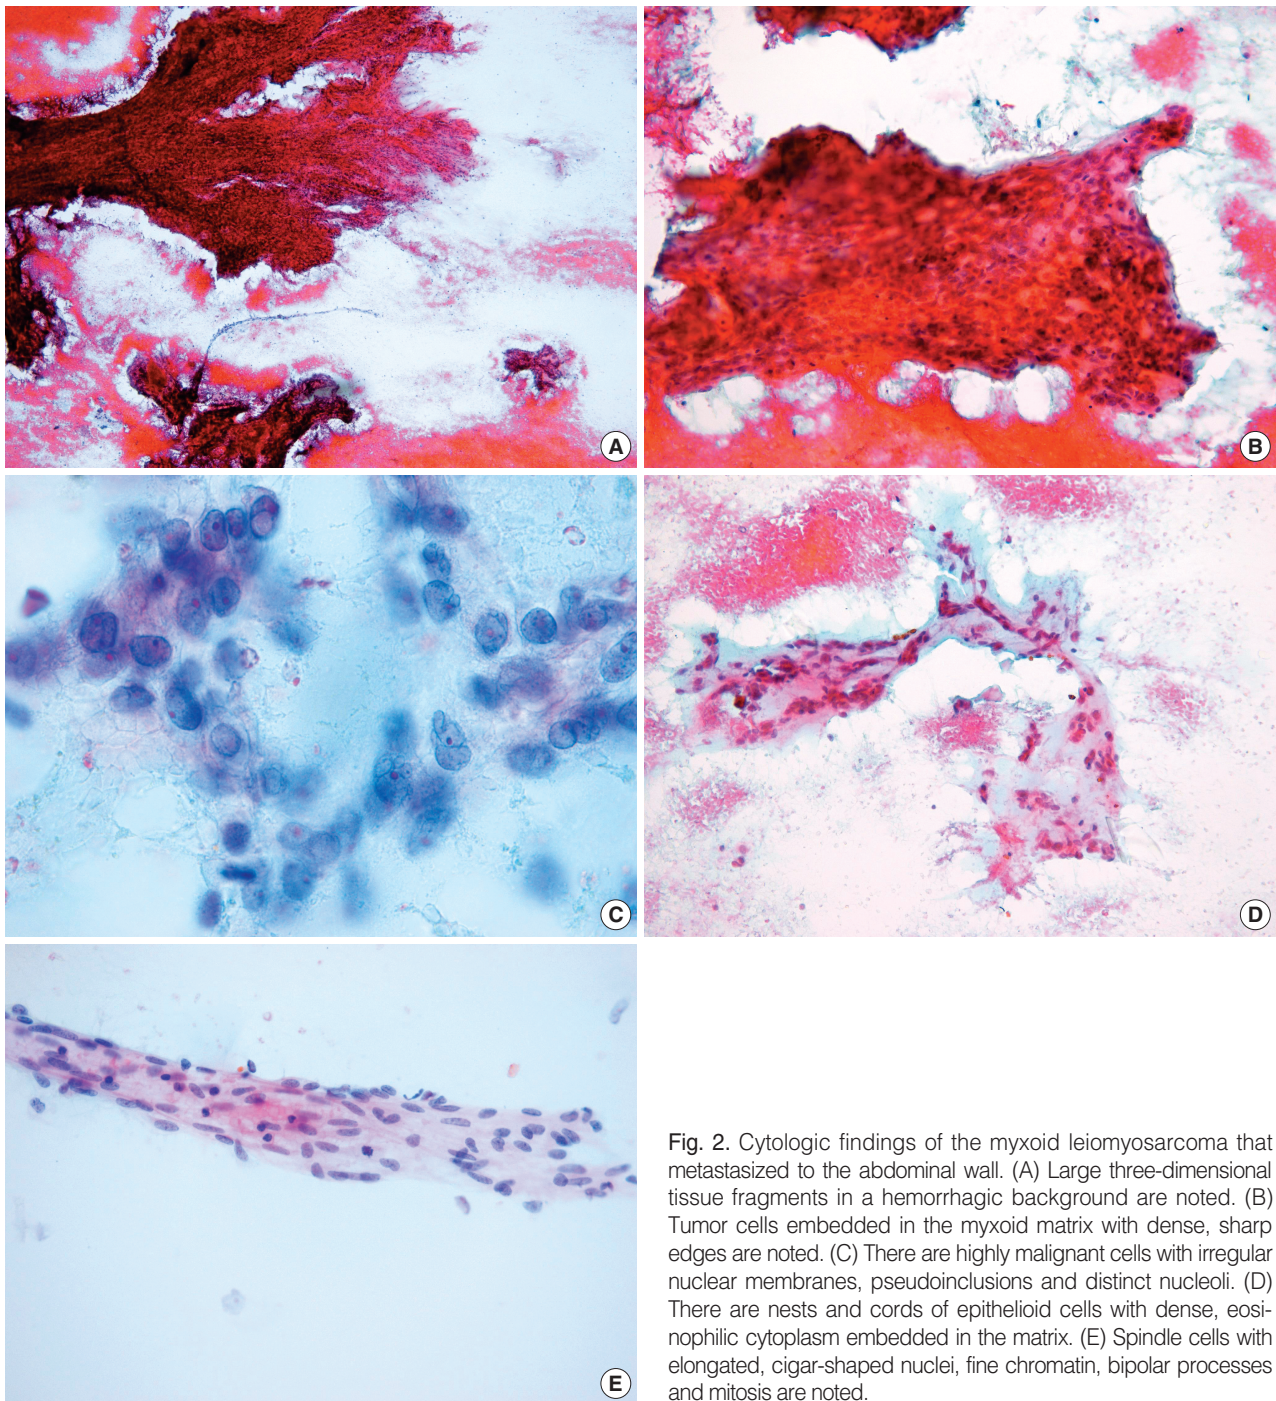 A
B
C
D
E
Fig. 2. Cytologic findings of the myxoid leiomyosarcoma that
metastasized to the abdominal wall. (A) Large three-dimensional
tissue fragments in a hemorrhagic background are noted. (B)
Tumor cells embedded in the myxoid matrix with dense, sharp
edges are noted. (C) There are highly malignant cells with irregular
nuclear membranes, pseudoinclusions and distinct nucleoli. (D)
There are nests and cords of epithelioid cells with dense, eosi-
nophilic cytoplasm embedded in the matrix. (E) Spindle cells with
elongated, cigar-shaped nuclei, fine chromatin, bipolar processes
and mitosis are noted.